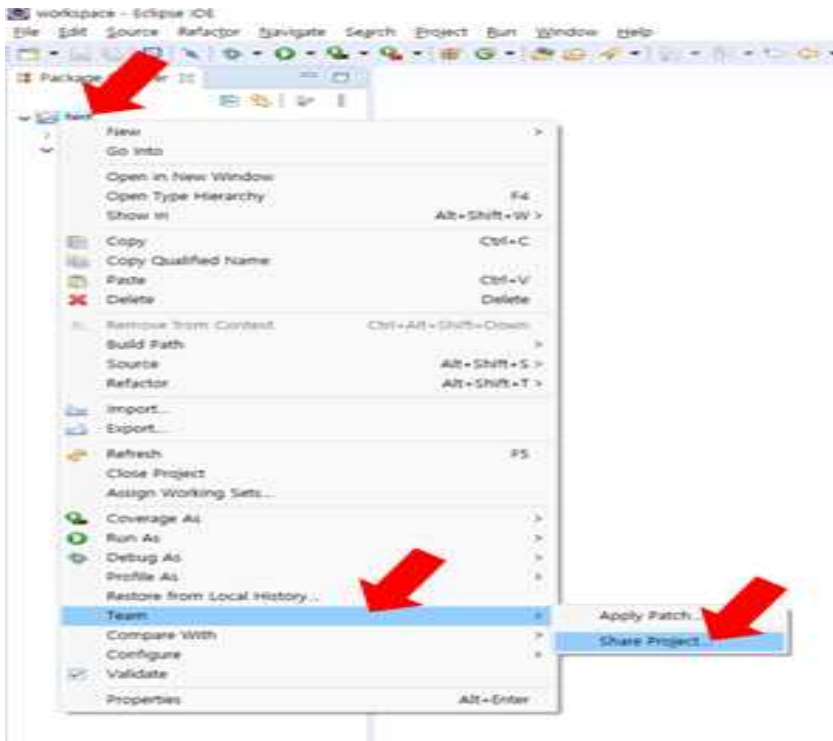 workspace - Eclipse IDE
File Edit Source Refactor Navigate Search Project Run Window Help
Package
New
Go Into
Open in New Window
Open Type Hierarchy F4
Show In Alt+Shift+W >
Copy Ctrl+C
Copy Qualified Name
Paste Ctrl+V
Delete Delete
Remove from Context Ctrl+Alt+Shift+Down
Build Path
Source Alt+Shift+S >
Refactor Alt+Shift+T >
Import...
Export...
Refresh F5
Close Project
Assign Working Sets...
Coverage As
Run As
Debug As
Profile As
Restore from Local History...
Team
Apply Patch...
Compare With
Share Project...
Configure
Validate
Properties Alt+Enter